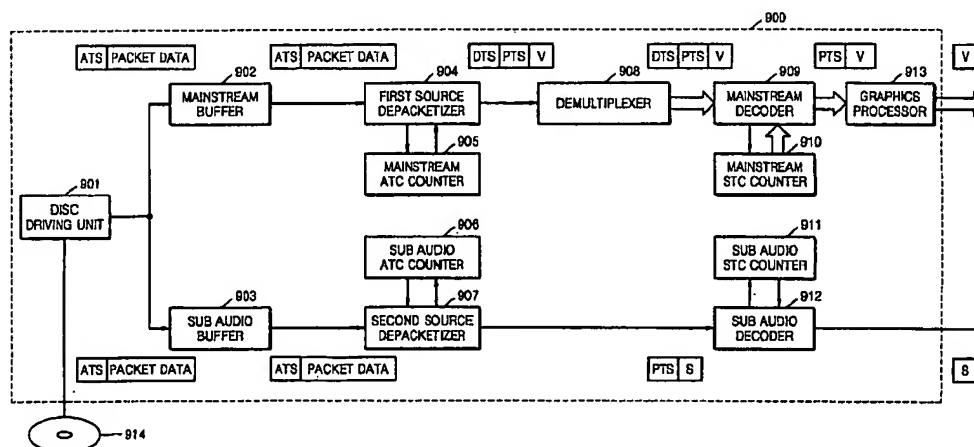 900
ATS PACKET DATA ATS PACKET DATA DTS PTS V DTS PTS V PTS V V
902 904 908 909 913
MAINSTREAM
BUFFER
FIRST SOURCE
DEPACKETIZER
DEMULTIPLEXER
MAINSTREAM
DECODER
GRAPHICS
PROCESSOR
905
MAINSTREAM
ATC COUNTER
910
MAINSTREAM
STC COUNTER
901
DISC
DRIVING UNIT
906
SUB AUDIO
ATC COUNTER
911
SUB AUDIO
STC COUNTER
903
SUB AUDIO
BUFFER
907
SECOND SOURCE
DEPACKETIZER
912
SUB AUDIO
DECODER
ATS PACKET DATA ATS PACKET DATA PTS S S
914